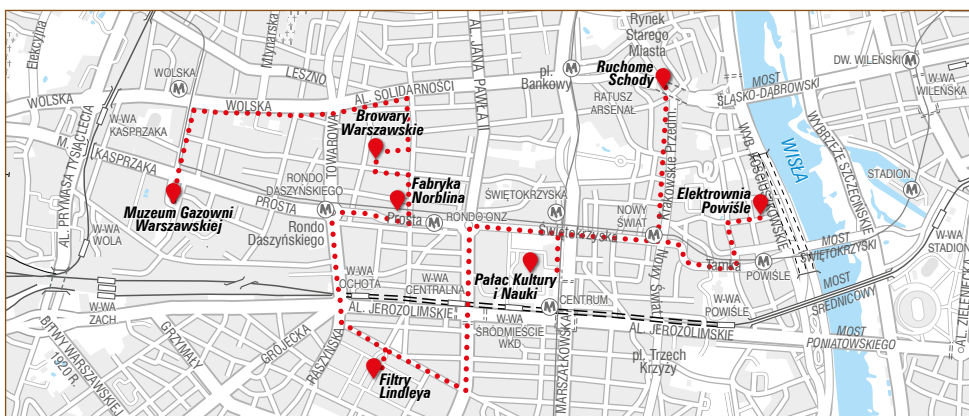 Elekcyjna
Młynarska
LESZNO
WOLSKA
M
WOLSKA
WOLSKA
AL. SOLIDARNOŚCI
AL. JANA PAWŁA II
pl.
Bankowy
M
Rynek
Starego
Miasta
Ruchome
Schody
RATUSZ
ARSENAŁ
M
MOST
ŚLĄSKO-DĄBROWSKI
DW. WILEŃSKI
M
W-WA
WILEŃSKA
W-WA
KASPRZAKA
M. KASPRZAKA
AL. PRYMASA TYSIĄCLECIA
TOWAROWA
Browary
Warszawskie
RONDO
DASZYŃSKIEGO
PROSTA
M
Fabryka
Norblina
Prosta
RONDO ONZ
M
ŚWIĘTOKRZYSKA
M
Świętokrzyska
Krakowskie Przedm.
NOWY
ŚWIAT
M
Elektrownia
Powiśle
WYB. KOŚCIUSZKOWSKIE
WISŁA
WYBRZEŻE SZCZECIŃSKIE
STADION
M
Muzeum Gazowni
Warszawskiej
Rondo
Daszyńskiego
W-WA
WOLA
W-WA
OCHOTA
W-WA
CENTRALNA
Pałac Kultury
i Nauki
CENTRUM
M
NOWY ŚWIAT
Tamka
M
POWIŚLE
MOST
ŚWIĘTOKRZYSKI
W-WA
STADION
W-WA
ZACH.
AL. JEROZOLIMSKIE
W-WA
ŚRÓDMIEŚCIE
WKD
MARSZAŁKOWSKA
AL. JEROZOLIMSKIE
W-WA
POWIŚLE
MOST
ŚREDNICOWY
MOST
PONIATOWSKIEGO
AL. ZIELENIECKA
BITWY WARSZAWSKIEJ
1920 R.
GRZYMAŁY
GRÓJECKA
RASZYŃSKA
Filtry
Lindleya
pl. Trzech
Krzyży